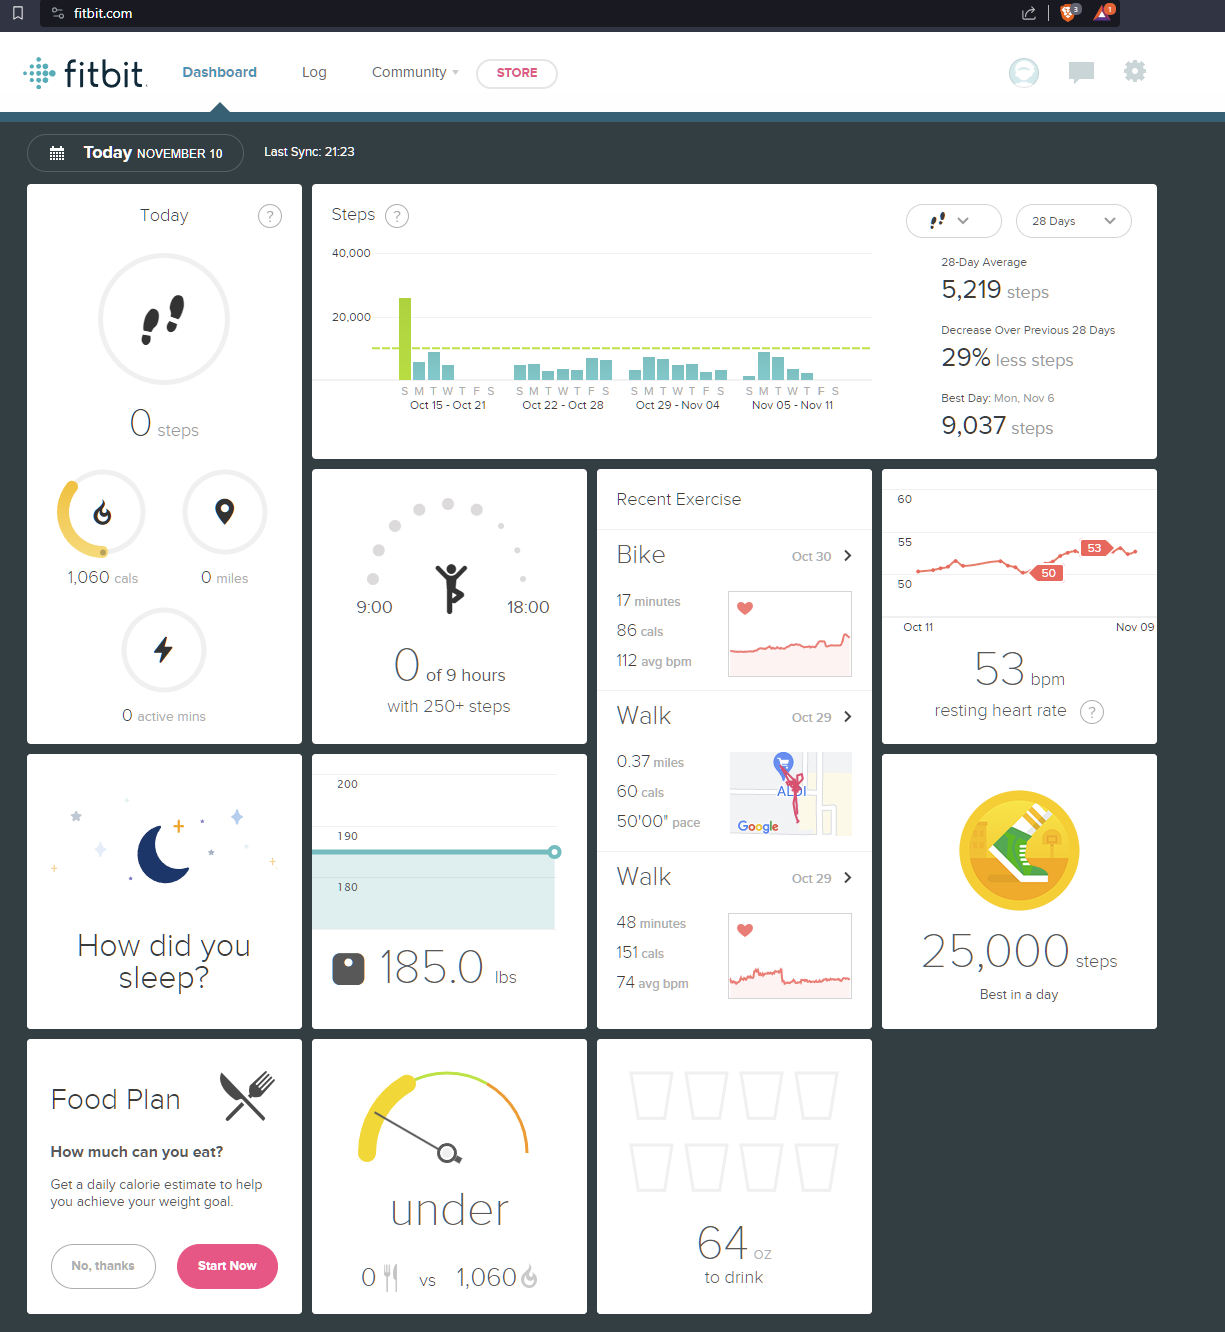 fitbit.com
3
1
fitbit
Dashboard
Log
Community
STORE
Today NOVEMBER 10
Last Sync: 21:23
Today
?
0 steps
1,060 cals
0 miles
0 active mins
Steps ?
28 Days
40,000
20,000
S M T W T F S
S M T W T F S
S M T W T F S
S M T W T F S
Oct 15 - Oct 21
Oct 22 - Oct 28
Oct 29 - Nov 04
Nov 05 - Nov 11
28-Day Average
5,219 steps
Decrease Over Previous 28 Days
29% less steps
Best Day: Mon, Nov 6
9,037 steps
9:00
18:00
0 of 9 hours
with 250+ steps
Recent Exercise
Bike
Oct 30
17 minutes
86 cals
112 avg bpm
Walk
Oct 29
0.37 miles
60 cals
50'00" pace
ALDI
Google
Walk
Oct 29
48 minutes
151 cals
74 avg bpm
60
55
50
53
50
Oct 11
Nov 09
53 bpm
resting heart rate ?
How did you
sleep?
200
190
180
185.0 lbs
25,000 steps
Best in a day
Food Plan
How much can you eat?
Get a daily calorie estimate to help
you achieve your weight goal.
No, thanks
Start Now
under
0 vs 1,060
64 oz
to drink